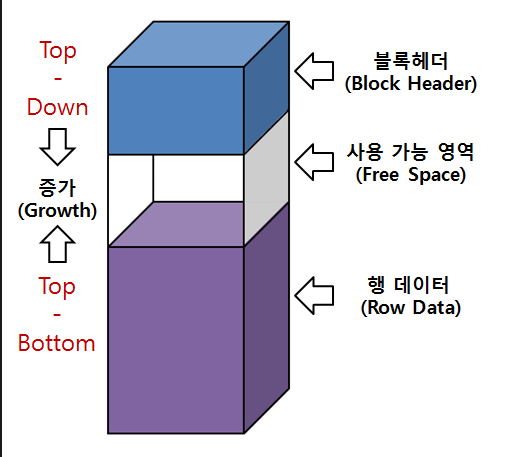 Top
-
Down
증가
(Growth)
Top
-
Bottom
블록헤더
(Block Header)
사용 가능 영역
(Free Space)
행 데이터
(Row Data)